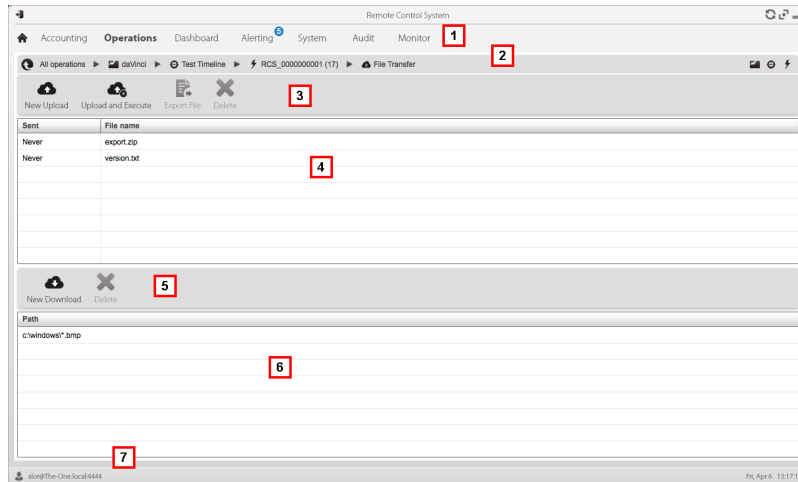 Remote Control System
Accounting Operations Dashboard Alerting 5 System Audit Monitor 1
All operations daVinci Test Timeline RCS_0000000001 (17) File Transfer 2
New Upload Upload and Execute Export File Delete 3
Sent File name
Never export.zip
Never version.txt
4
New Download Delete 5
Path
c:\windows\*.bmp
6
7
alor@The-One.local:4444 Fri, Apr 6 13:17:1